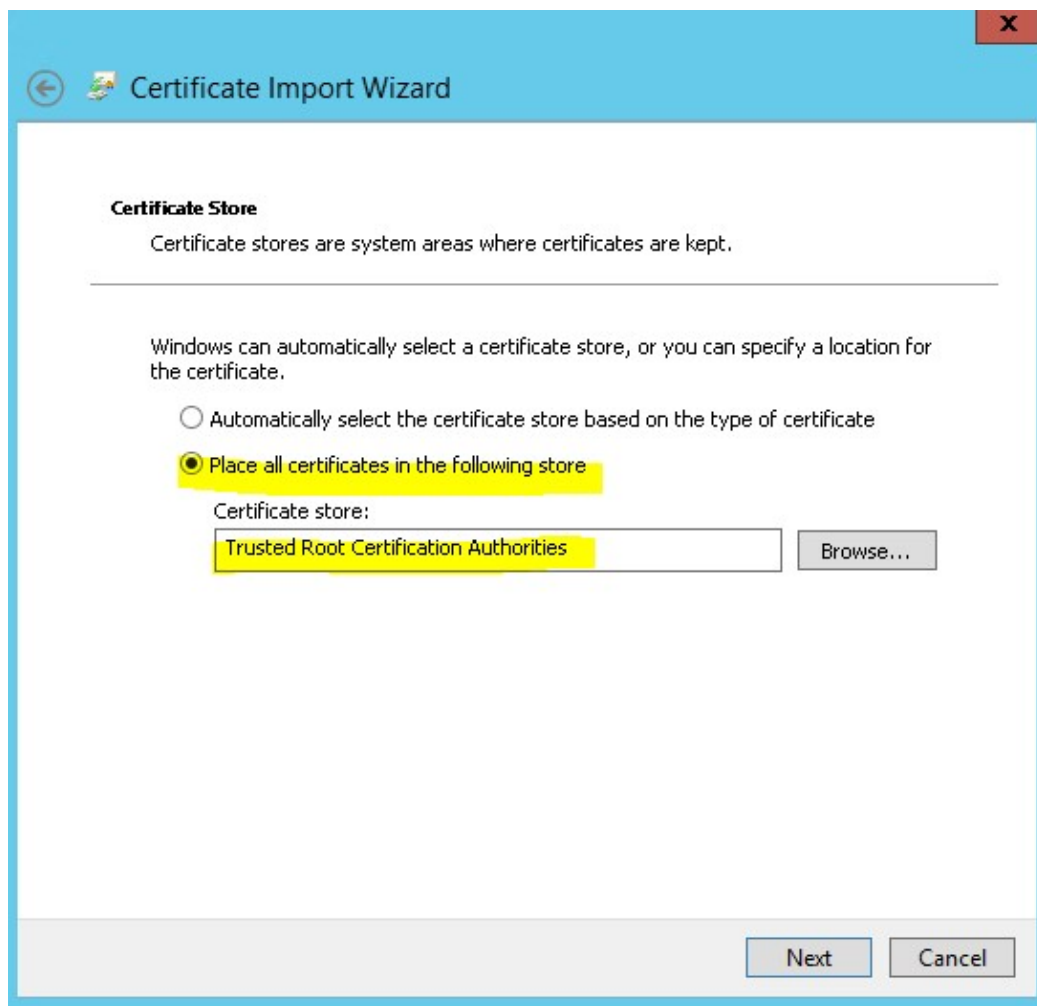 X
Certificate Import Wizard
Certificate Store
Certificate stores are system areas where certificates are kept.
Windows can automatically select a certificate store, or you can specify a location for
the certificate.
Automatically select the certificate store based on the type of certificate
Place all certificates in the following store
Certificate store:
Trusted Root Certification Authorities
Browse...
Next
Cancel